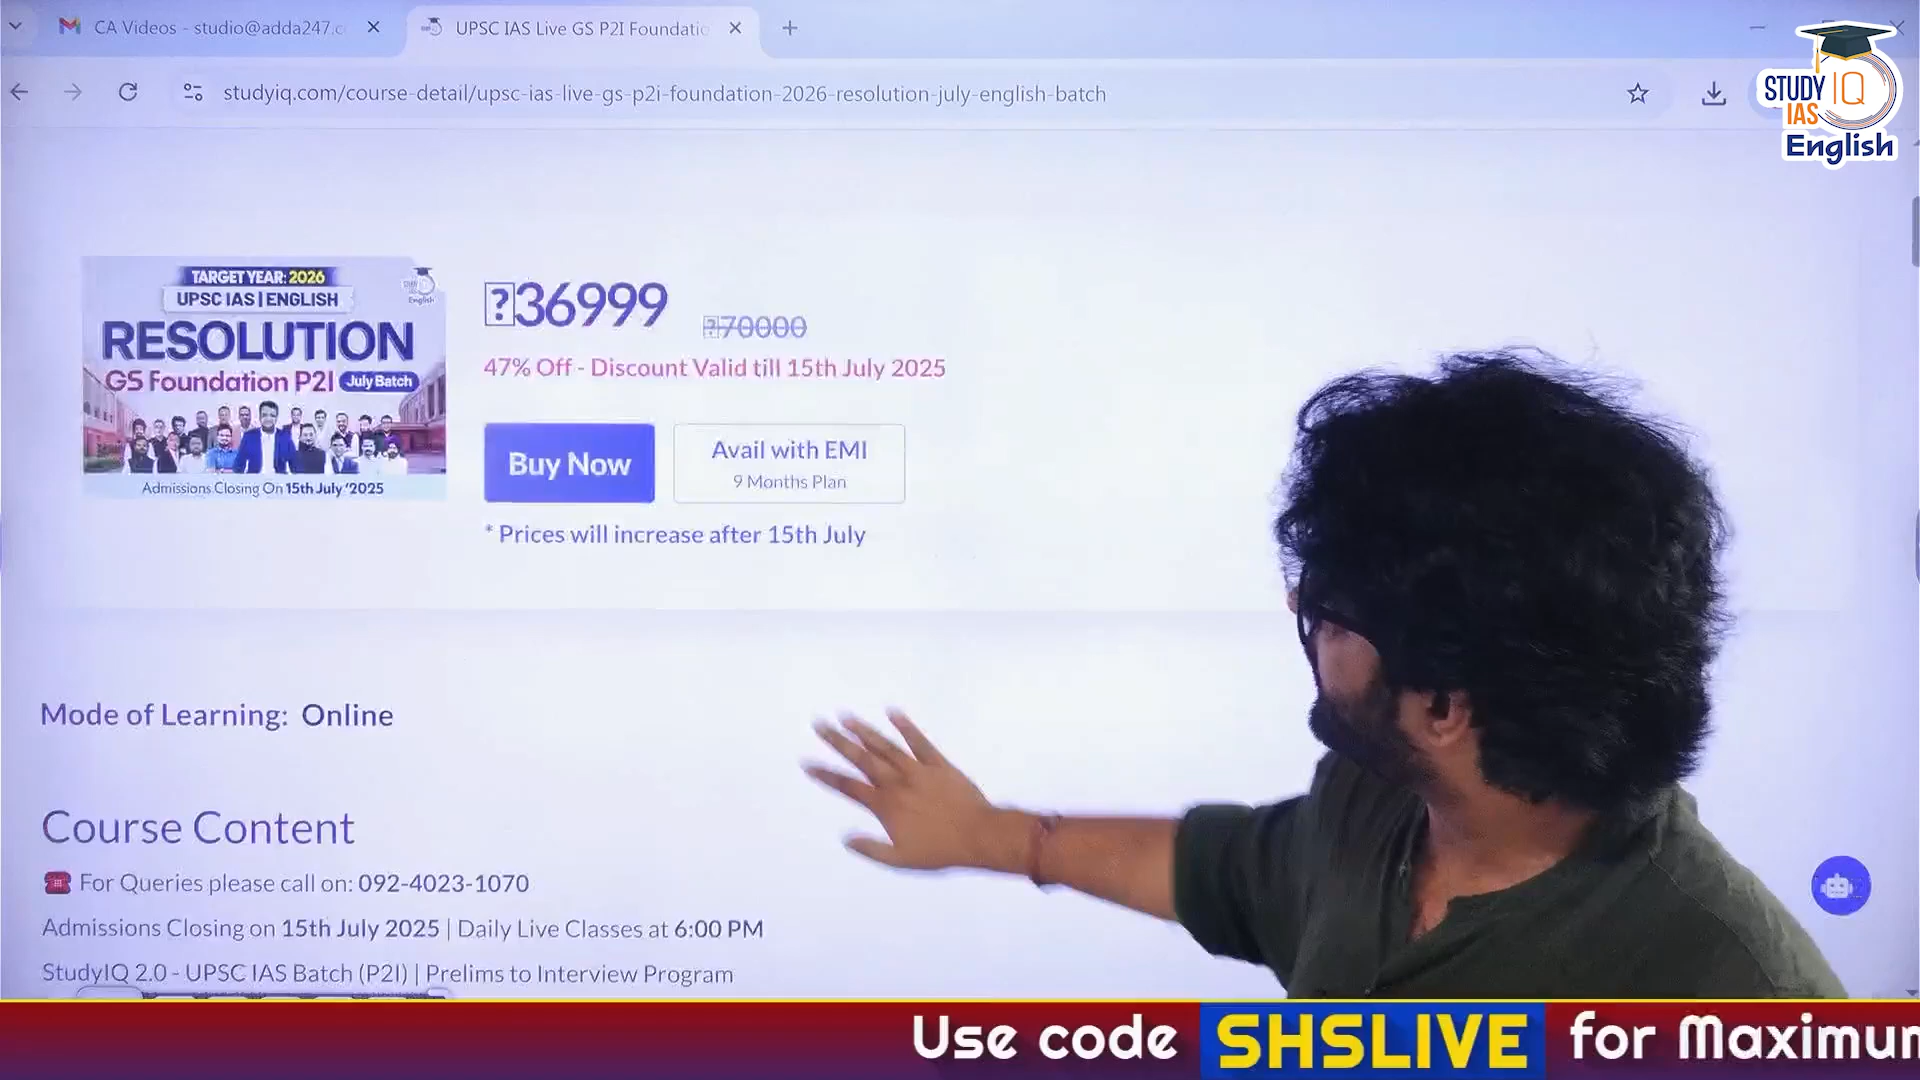 CA Videos - studio@adda247.c
UPSC IAS Live GS P2I Foundatio
studyiq.com/course-detail/upsc-ias-live-gs-p2i-foundation-2026-resolution-july-english-batch
STUDY IQ
IAS
English
TARGET YEAR: 2026
UPSC IAS | ENGLISH
RESOLUTION
GS Foundation P2I July Batch
Admissions Closing On 15th July '2025
36999 70000
47% Off - Discount Valid till 15th July 2025
Buy Now
Avail with EMI
9 Months Plan
* Prices will increase after 15th July
Mode of Learning: Online
Course Content
For Queries please call on: 092-4023-1070
Admissions Closing on 15th July 2025 | Daily Live Classes at 6:00 PM
StudyIQ 2.0 - UPSC IAS Batch (P2I) | Prelims to Interview Program
Use code SHSLIVE for Maximum